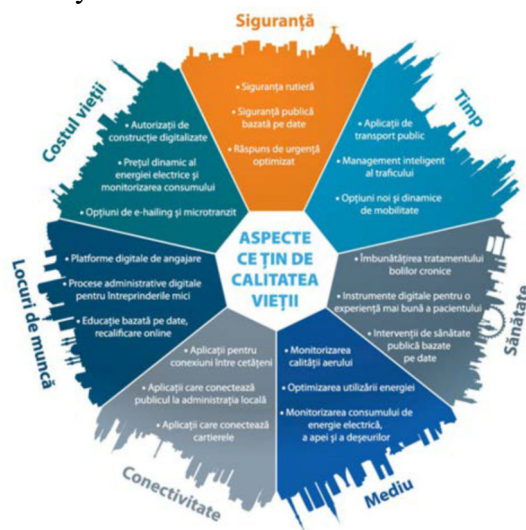 Siguranță
• Siguranța rutieră
• Siguranță publică
bazată pe date
• Răspuns de urgență
optimizat
Timp
• Aplicații de
transport public
• Management inteligent
al traficului
• Opțiuni noi și dinamice
de mobilitate
Sănătate
• Îmbunătățirea tratamentului
bolilor cronice
• Instrumente digitale pentru o
experiență mai bună a pacientului
• Intervenții de sănătate
publică bazate
pe date
Mediu
• Monitorizarea
calității aerului
• Optimizarea utilizării energiei
• Monitorizarea consumului de
energie electrică,
a apei și a deșeurilor
Conectivitate
• Aplicații pentru
conexiuni între cetățeni
• Aplicații care conectează
publicul la administrația locală
• Aplicații care conectează
cartierele
Locuri de muncă
• Platforme digitale de angajare
• Procese administrative digitale
pentru întreprinderile mici
• Educație bazată pe date,
recalificare online
Costul vieții
• Autorizații de
construcție digitalizate
• Prețul dinamic al
energiei electrice și
monitorizarea consumului
• Opțiuni de e-hailing și microtranzit
ASPECTE
CE ȚIN DE
CALITATEA
VIEȚII